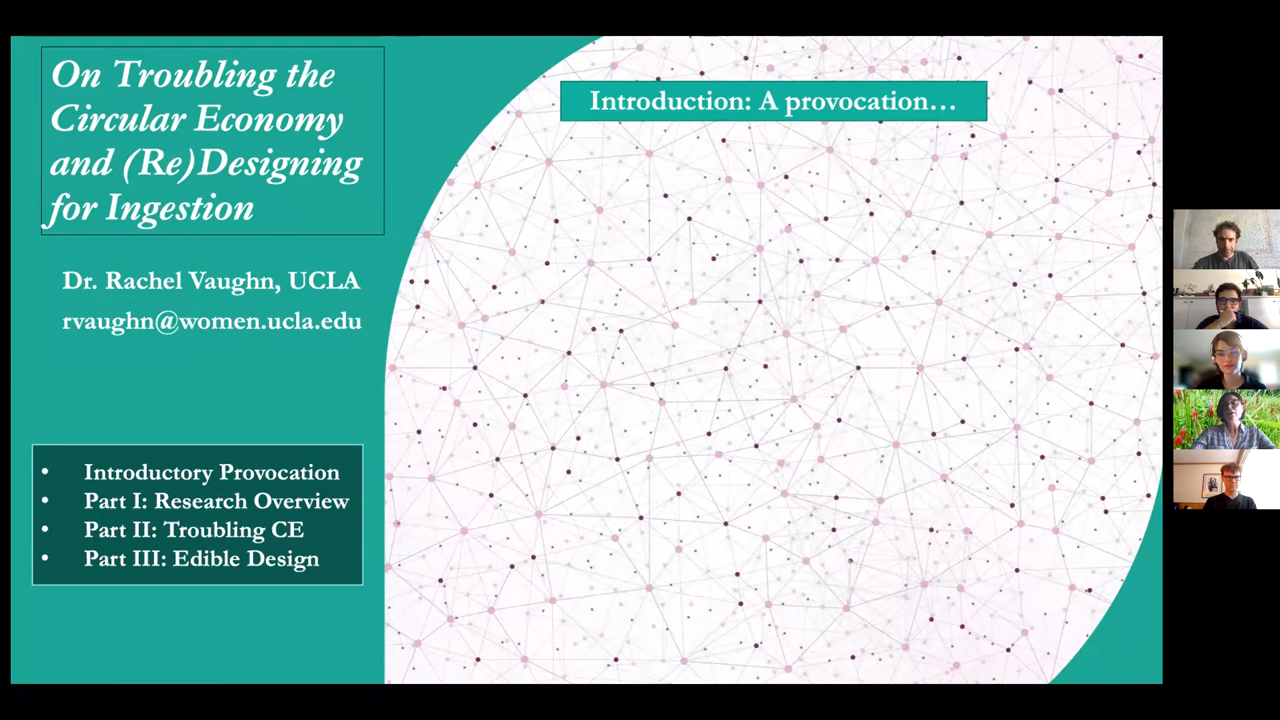 On Troubling the
Circular Economy
and (Re)Designing
for Ingestion
Dr. Rachel Vaughn, UCLA
rvaughn@women.ucla.edu
• Introductory Provocation
• Part I: Research Overview
• Part II: Troubling CE
• Part III: Edible Design
Introduction: A provocation…